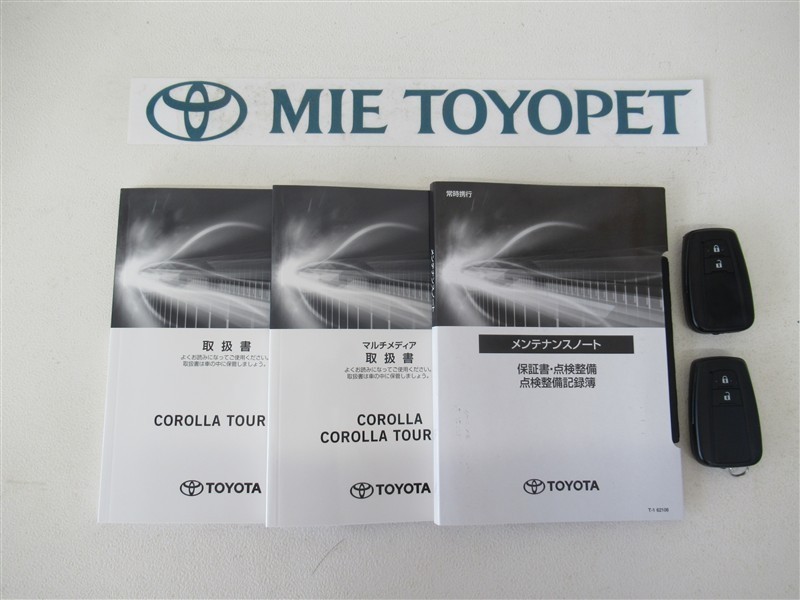 MIE TOYOPET
取扱書
よくお読みになってご使用ください。
取扱書は車の中に保管しましょう。
COROLLA TOUR
TOYOTA
マルチメディア
取扱書
よくお読みになってご使用ください。
取扱書は車の中に保管しましょう。
COROLLA
COROLLA TOUR
TOYOTA
常時携行
メンテナンスノート
保証書・点検整備
点検整備記録簿
TOYOTA